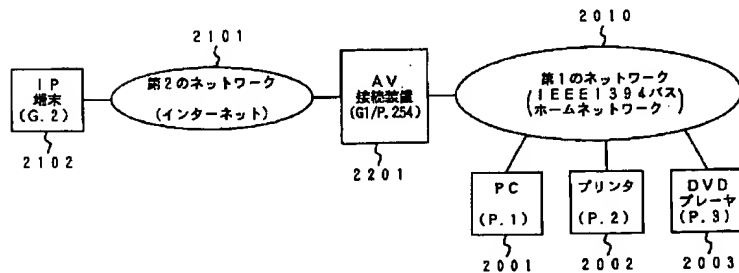 2101
2010
IP
端末
(G.2)
2102
第2のネットワーク
(インターネット)
AV
接続装置
(G1/P.254)
2201
第1のネットワーク
(IEEE1394バス
ホームネットワーク)
PC
(P.1)
2001
プリンタ
(P.2)
2002
DVD
プレーヤ
(P.3)
2003